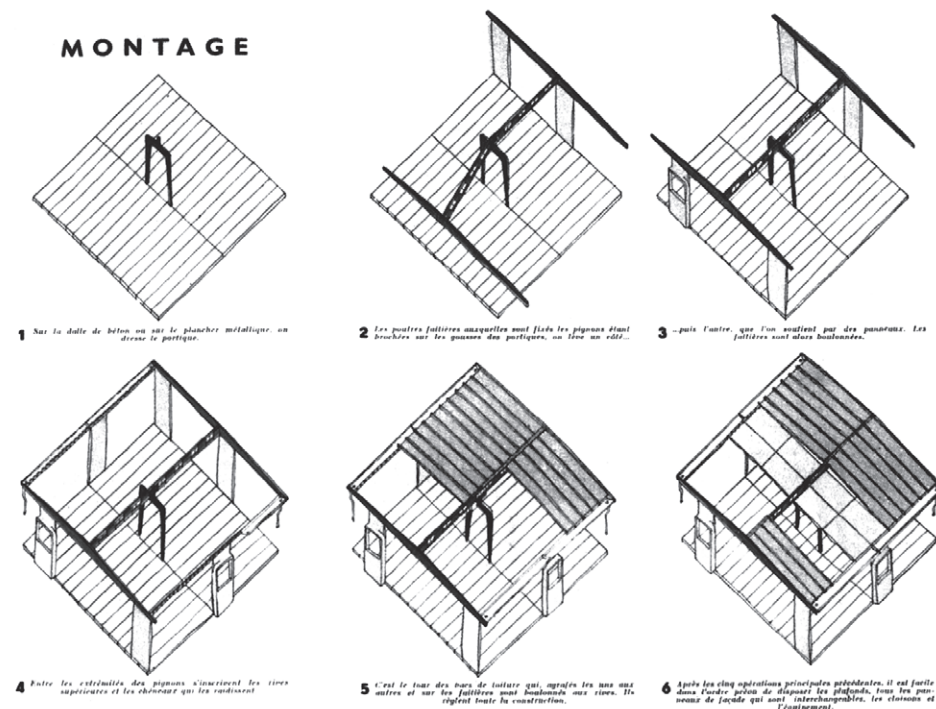 MONTAGE
1 Sur la dalle de béton ou sur le plancher métallique, on
dresse le portique.
2 Les poutres faîtières auxquelles sont fixés les pignons étant
brochées sur les goussets des portiques, on lève un côté...
3 ...puis l'autre, que l'on soutient par des panneaux. Les
faîtières sont alors boulonnées.
4 Entre les extrémités des pignons s'inscrivent les rives
supérieures et les chéneaux qui les raidissent
5 C'est le tour des bacs de toiture qui, agrafés les uns aux
autres et sur les faîtières sont boulonnés aux rives. Ils
règlent toute la construction.
6 Après les cinq opérations principales précédentes, il est facile
dans l'ordre prévu de disposer les plafonds, tous les pan-
neaux de façade qui sont interchangeables, les cloisons et
l'équipement.